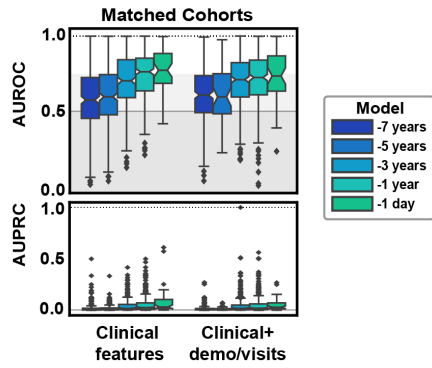 Matched Cohorts
1.0
AUROC
0.5
0.0
1.0
AUPRC
0.5
0.0
Clinical features
Clinical+ demo/visits
Model
-7 years
-5 years
-3 years
-1 year
-1 day